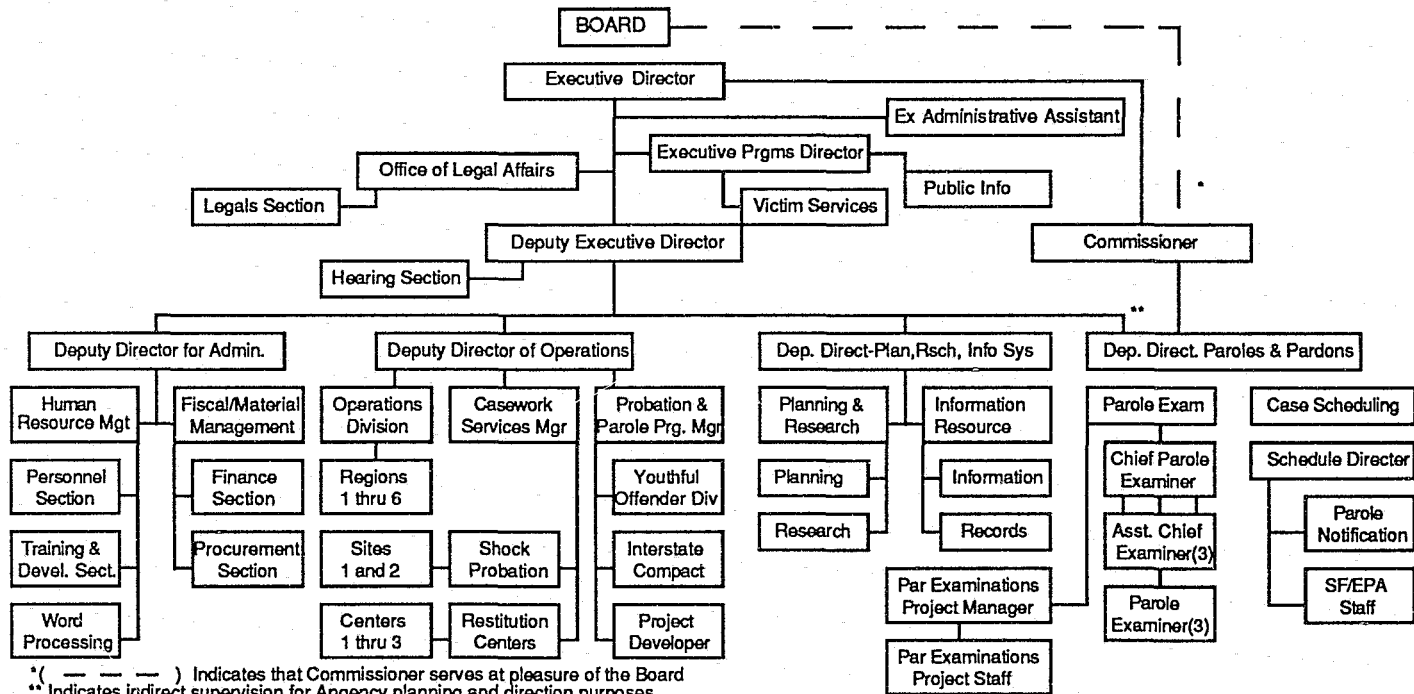 BOARD
Executive Director
Ex Administrative Assistant
Executive Prgms Director
Office of Legal Affairs
Public Info
*
Legals Section
Victim Services
Deputy Executive Director
Commissioner
Hearing Section
**
Deputy Director for Admin.
Deputy Director of Operations
Dep. Direct-Plan,Rsch, Info Sys
Dep. Direct. Paroles & Pardons
Human
Resource Mgt
Fiscal/Material
Management
Operations
Division
Casework
Services Mgr
Probation &
Parole Prg. Mgr
Planning &
Research
Information
Resource
Parole Exam
Case Scheduling
Personnel
Section
Finance
Section
Regions
1 thru 6
Youthful
Offender Div
Planning
Information
Chief Parole
Examiner
Schedule Director
Training &
Devel. Sect.
Procurement
Section
Sites
1 and 2
Shock
Probation
Interstate
Compact
Research
Records
Asst. Chief
Examiner(3)
Parole
Notification
Word
Processing
Centers
1 thru 3
Restitution
Centers
Project
Developer
Par Examinations
Project Manager
Parole
Examiner(3)
SF/EPA
Staff
Par Examinations
Project Staff
*( — — — ) Indicates that Commissioner serves at pleasure of the Board
** Indicates indirect supervision for Angency planning and direction purposes